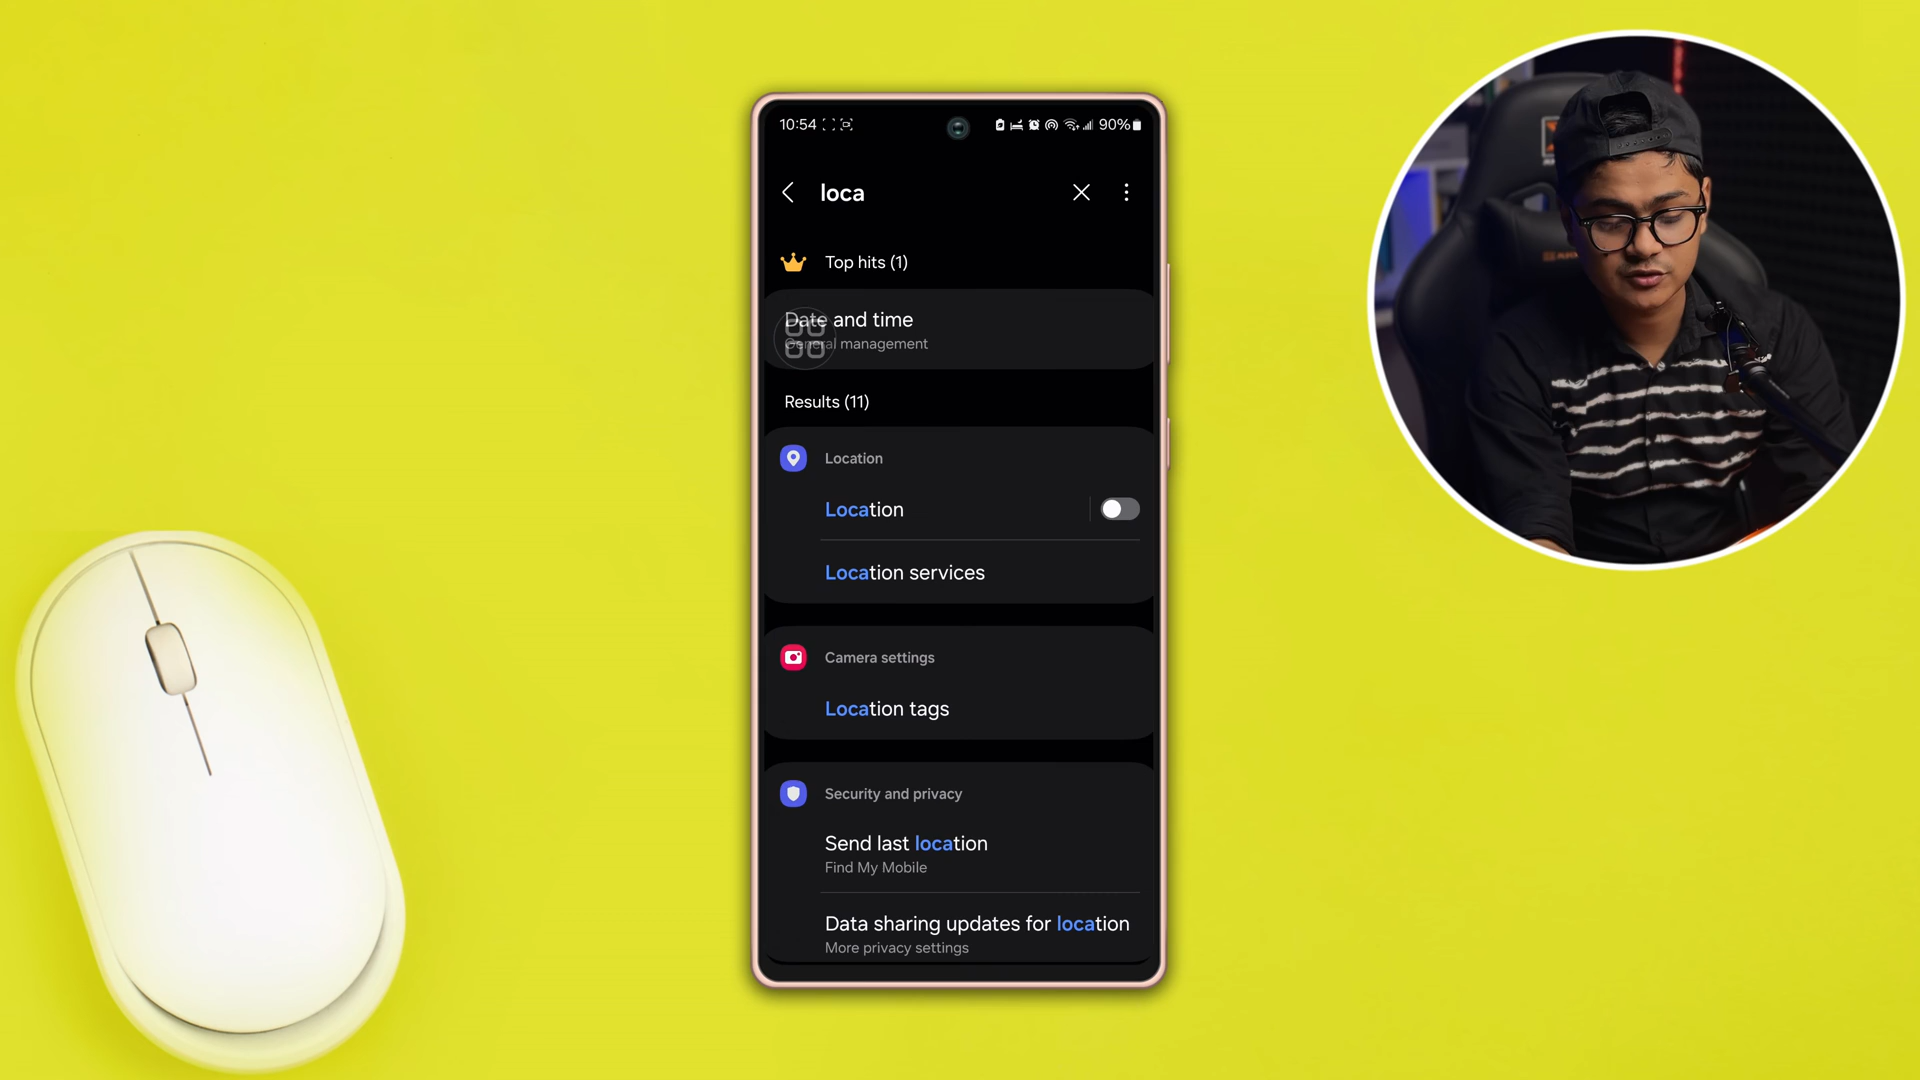 10:54 90%
loca
Top hits (1)
Date and time
General management
Results (11)
Location
Location
Location services
Camera settings
Location tags
Security and privacy
Send last location
Find My Mobile
Data sharing updates for location
More privacy settings